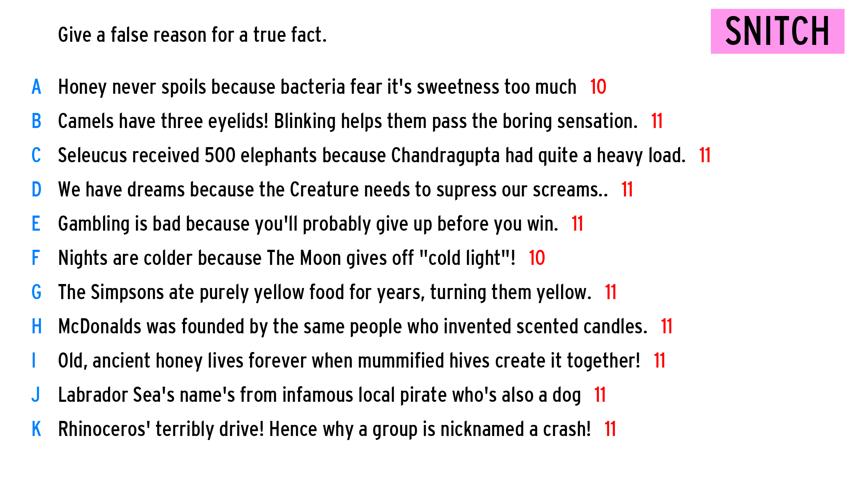 Give a false reason for a true fact.
SNITCH
A Honey never spoils because bacteria fear it's sweetness too much 10
B Camels have three eyelids! Blinking helps them pass the boring sensation. 11
C Seleucus received 500 elephants because Chandragupta had quite a heavy load. 11
D We have dreams because the Creature needs to supress our screams.. 11
E Gambling is bad because you'll probably give up before you win. 11
F Nights are colder because The Moon gives off "cold light"! 10
G The Simpsons ate purely yellow food for years, turning them yellow. 11
H McDonalds was founded by the same people who invented scented candles. 11
I Old, ancient honey lives forever when mummified hives create it together! 11
J Labrador Sea's name's from infamous local pirate who's also a dog 11
K Rhinoceros' terribly drive! Hence why a group is nicknamed a crash! 11